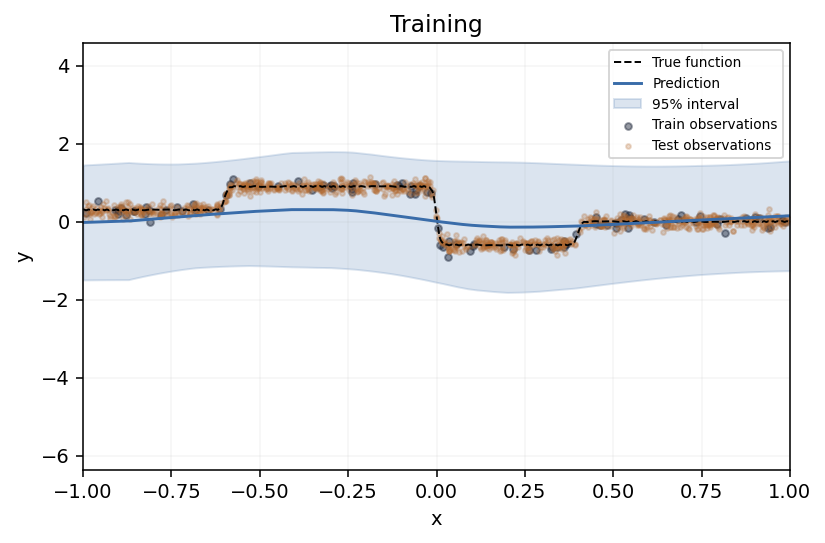 Training
4
2
0
−2
−4
−6
y
True function
Prediction
95% interval
Train observations
Test observations
−1.00 −0.75 −0.50 −0.25 0.00 0.25 0.50 0.75 1.00
x